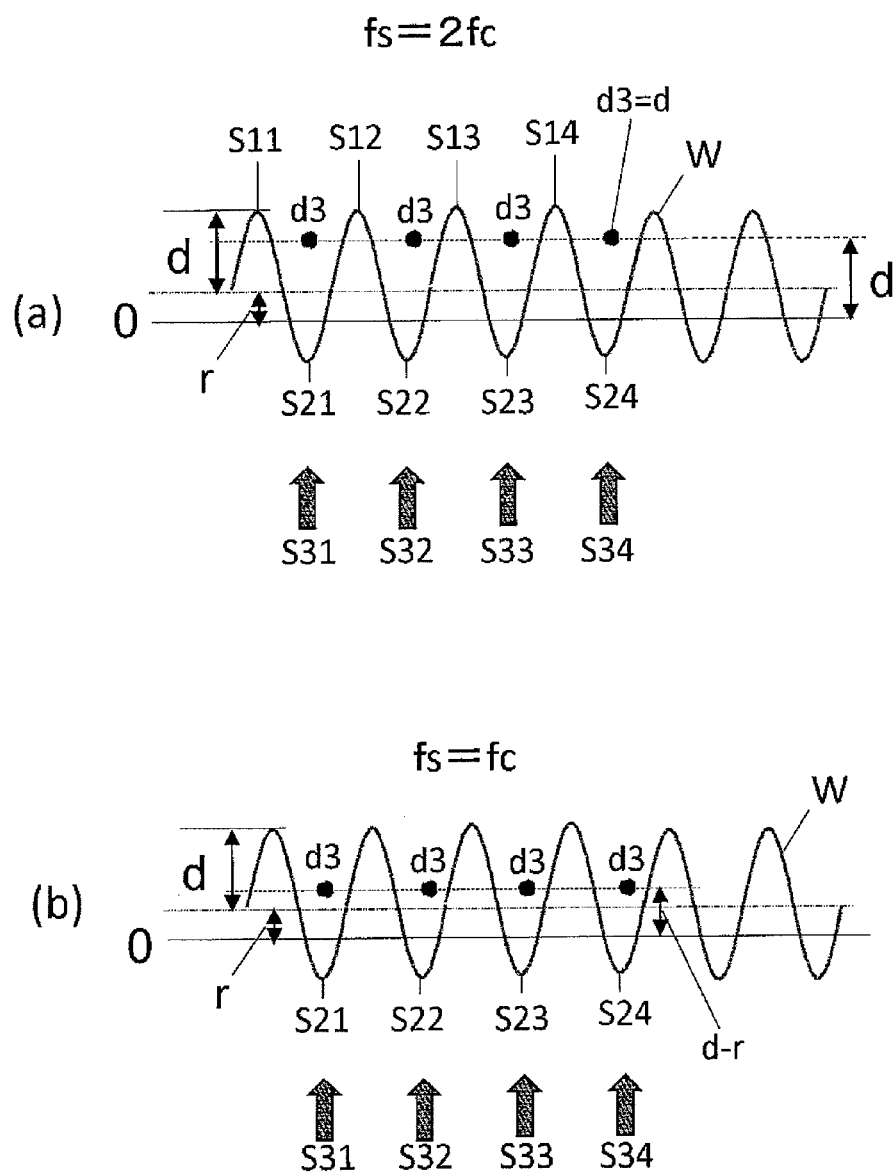 fs=2fc
d3=d
S11 S12 S13 S14 W
d3 d3 d3
d d
(a) 0
r
S21 S22 S23 S24
S31 S32 S33 S34
fs=fc
W
d3 d3 d3 d3
d
(b) 0
r
S21 S22 S23 S24
d-r
S31 S32 S33 S34